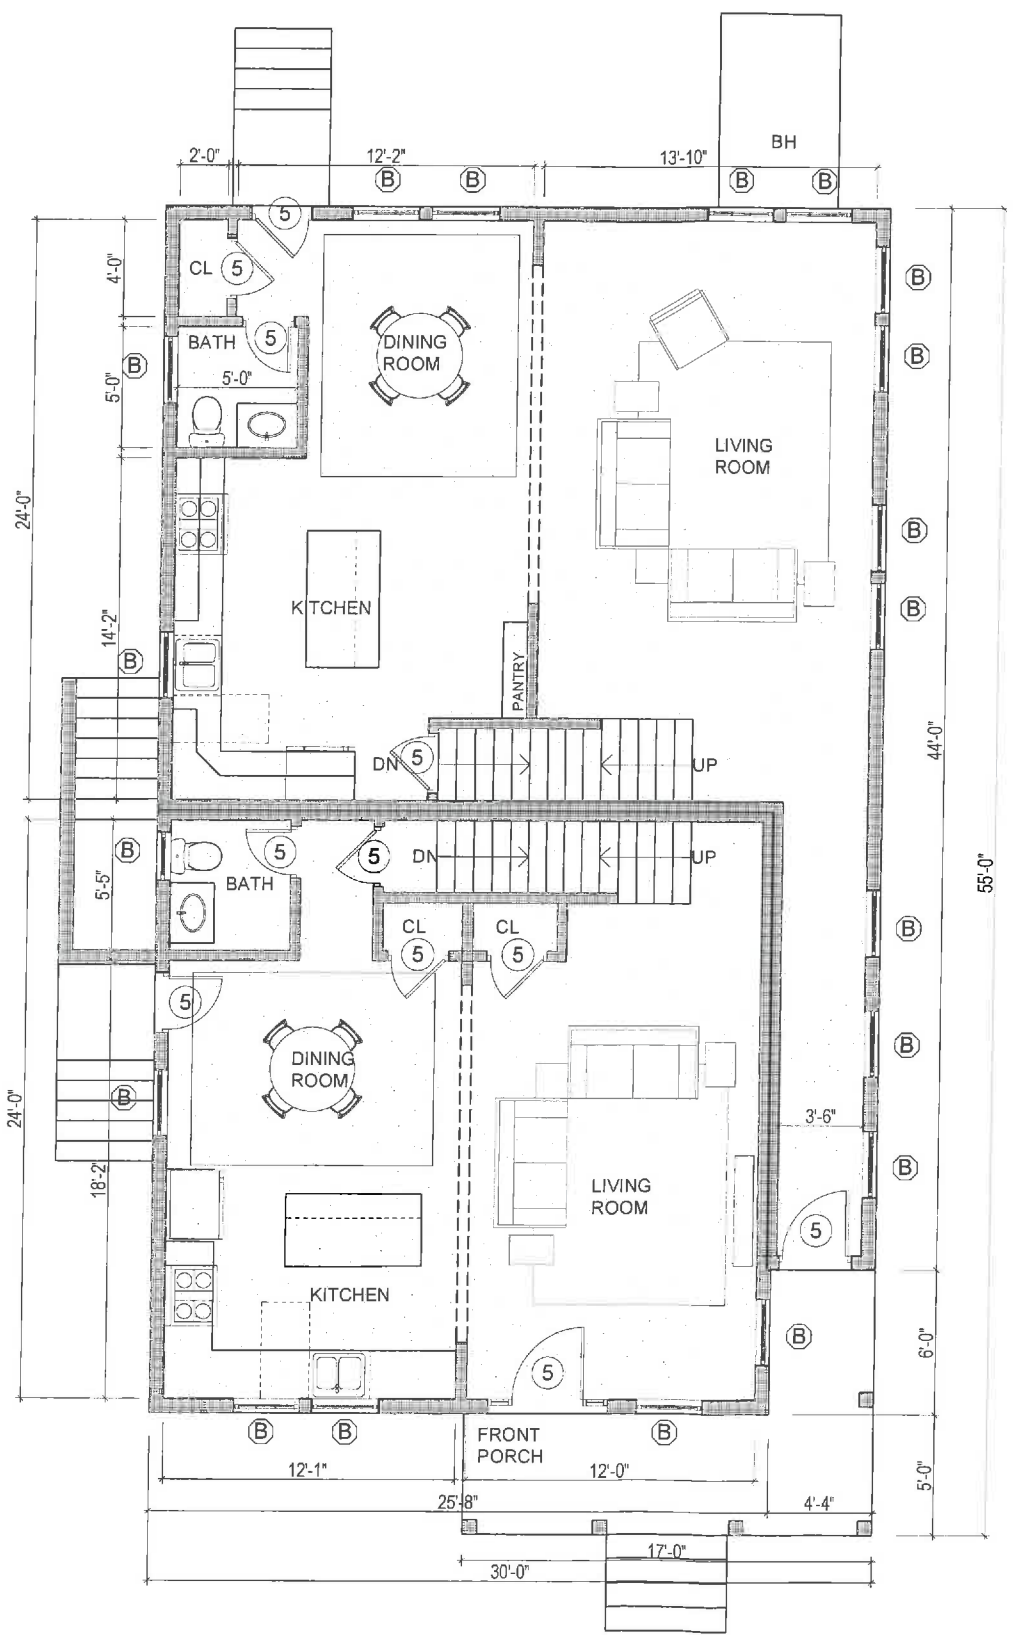 BH
2'-0"
12'-2"
13'-10"
B
B
B
B
5
CL
5
4'-0"
B
BATH
5
DINING
ROOM
B
B
5'-0"
5'-0"
LIVING
ROOM
24'-0"
B
KITCHEN
B
14'-2"
B
PANTRY
44'-0"
DN
5
UP
B
5
5
DN
UP
55'-0"
5'-5"
BATH
CL
CL
B
5
5
5
DINING
ROOM
B
B
24'-0"
3'-6"
18'-2"
B
LIVING
ROOM
5
KITCHEN
B
6'-0"
5
B
B
FRONT
PORCH
B
12'-1"
12'-0"
5'-0"
25'-8"
4'-4"
17'-0"
30'-0"